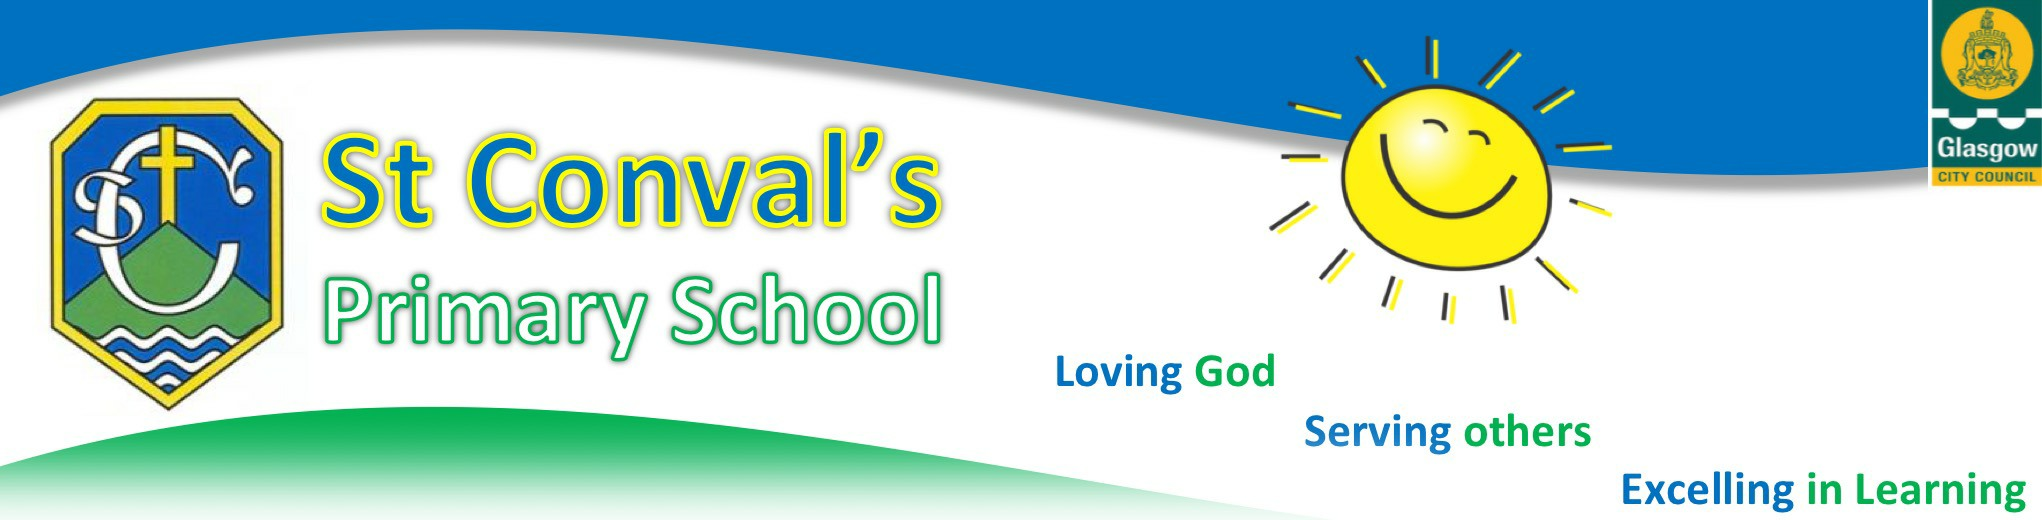 St Conval's
Primary School
Loving God
Serving others
Excelling in Learning
Glasgow
CITY COUNCIL
S C